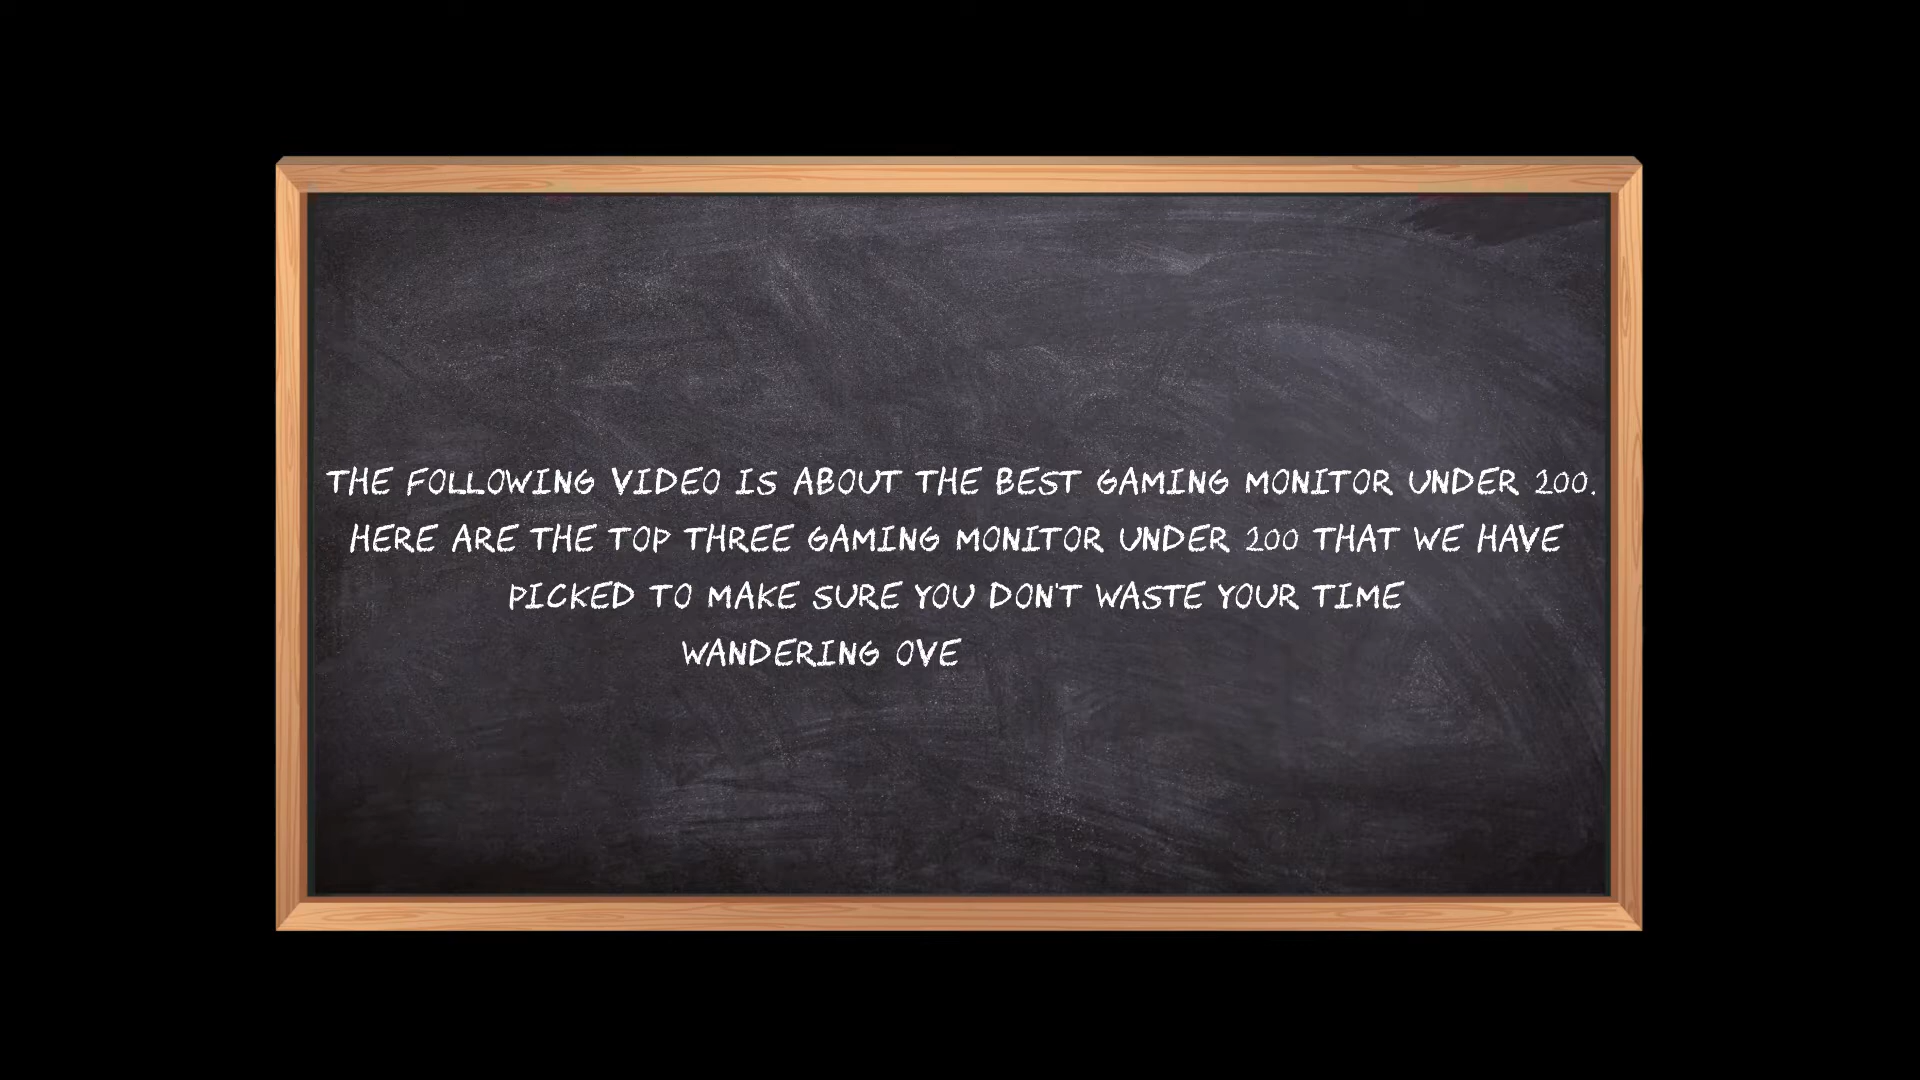 THE FOLLOWING VIDEO IS ABOUT THE BEST GAMING MONITOR UNDER 200.
HERE ARE THE TOP THREE GAMING MONITOR UNDER 200 THAT WE HAVE
PICKED TO MAKE SURE YOU DON'T WASTE YOUR TIME
WANDERING OVE